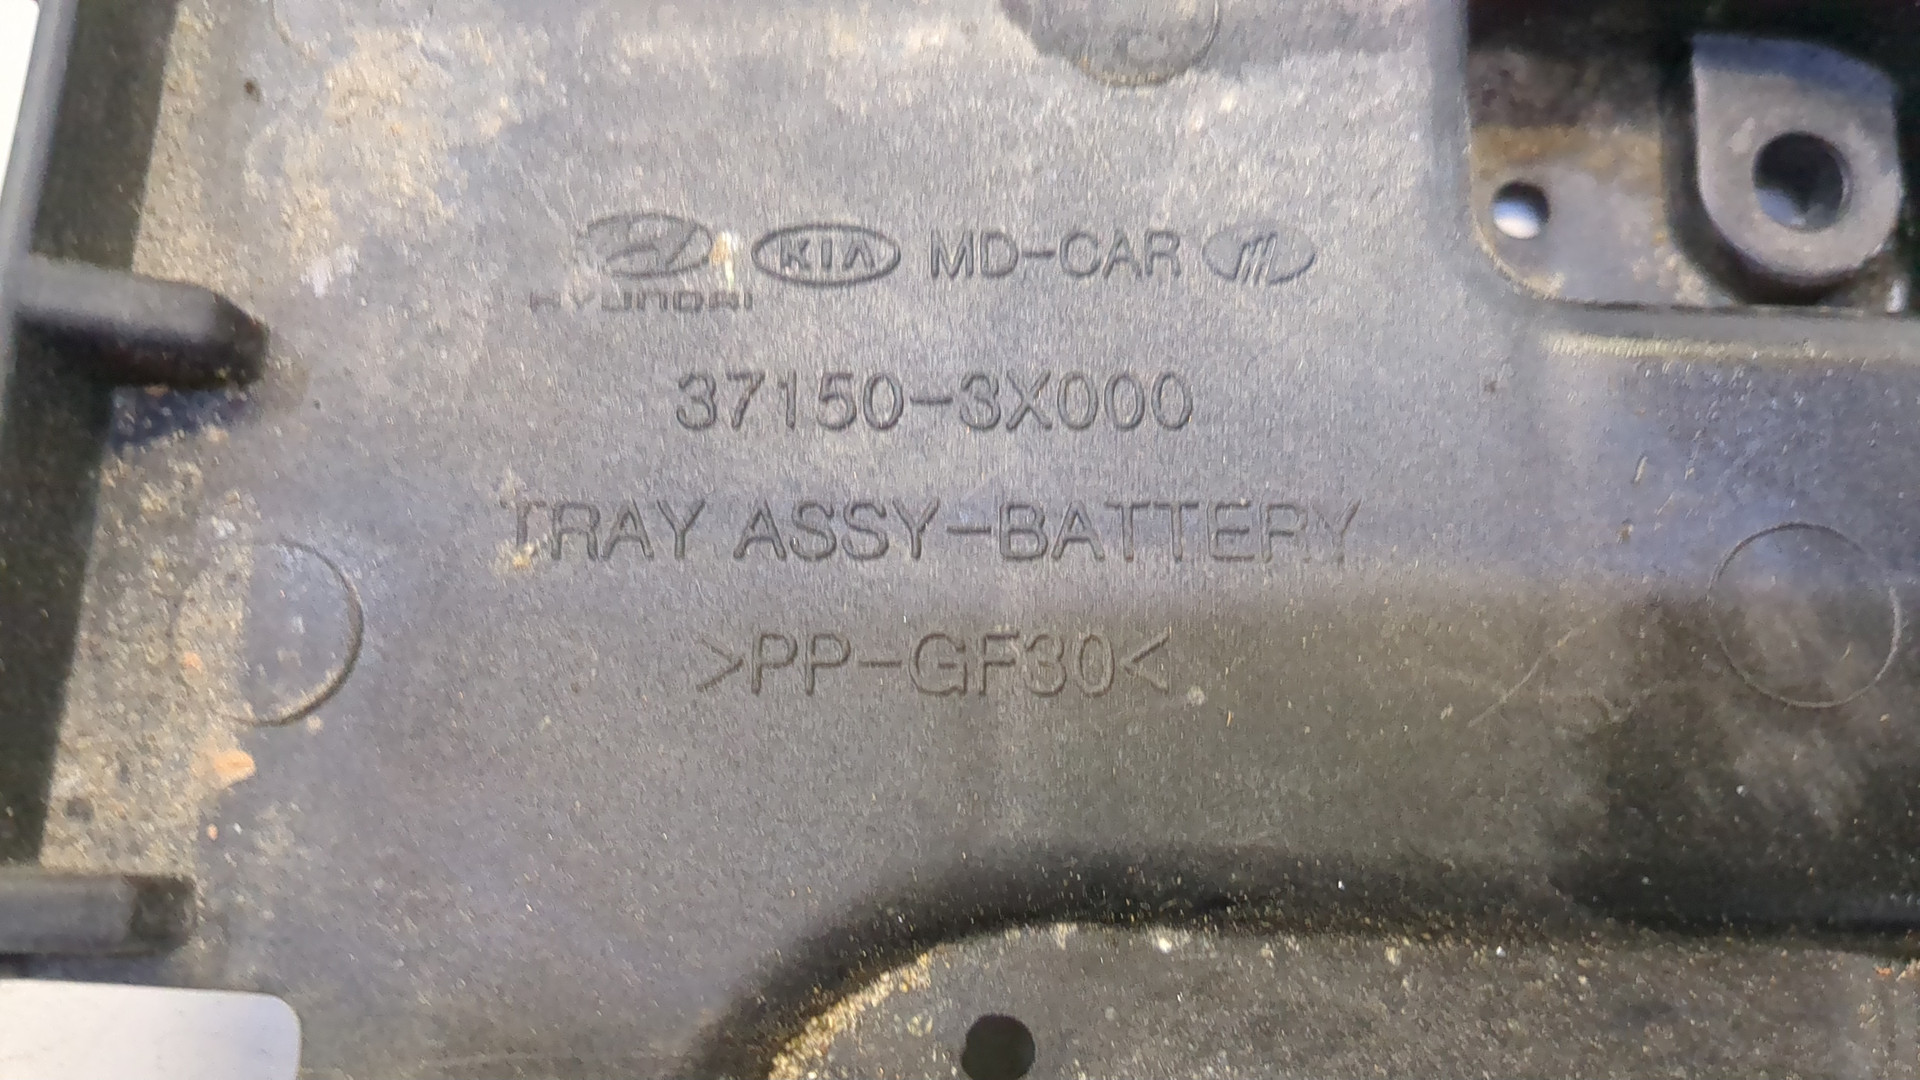 KIA MD-CAR
HYUNDAI
37150-3X000
TRAY ASSY-BATTERY
>PP-GF30<